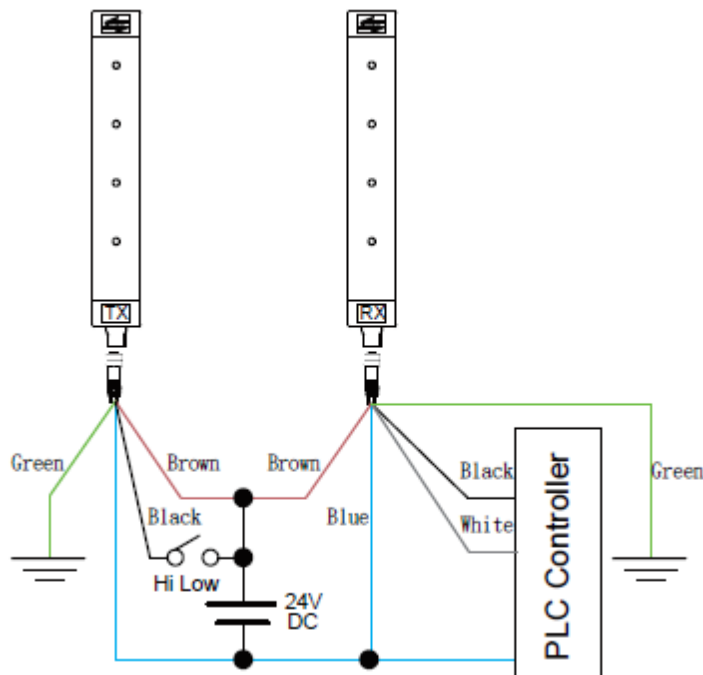 TX
RX
Green
Brown
Brown
Black
Green
Black
Blue
White
Hi Low
24V
DC
PLC Controller